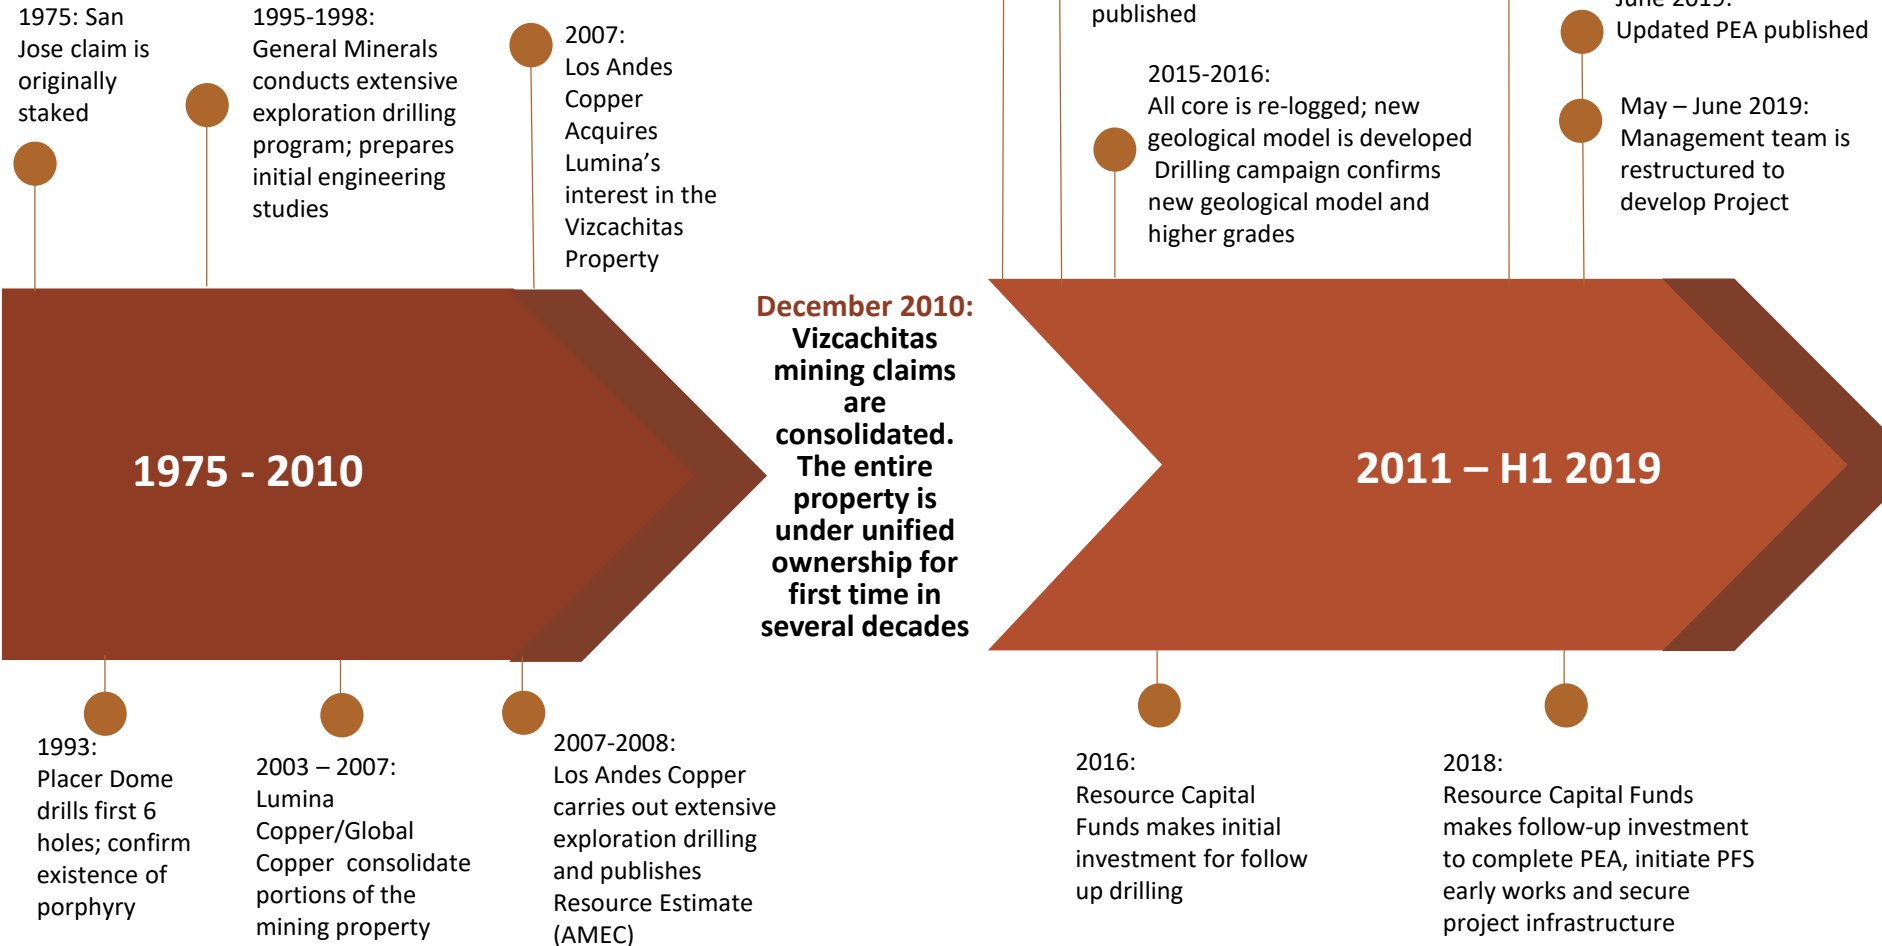 1975: San
Jose claim is
originally
staked
1995-1998:
General Minerals
conducts extensive
exploration drilling
program; prepares
initial engineering
studies
2007:
Los Andes
Copper
Acquires
Lumina’s
interest in the
Vizcachitas
Property
published
2015-2016:
All core is re-logged; new
geological model is developed
Drilling campaign confirms
new geological model and
higher grades
June 2019:
Updated PEA published
May – June 2019:
Management team is
restructured to
develop Project
1975 - 2010
December 2010:
Vizcachitas
mining claims
are
consolidated.
The entire
property is
under unified
ownership for
first time in
several decades
2011 – H1 2019
1993:
Placer Dome
drills first 6
holes; confirm
existence of
porphyry
2003 – 2007:
Lumina
Copper/Global
Copper consolidate
portions of the
mining property
2007-2008:
Los Andes Copper
carries out extensive
exploration drilling
and publishes
Resource Estimate
(AMEC)
2016:
Resource Capital
Funds makes initial
investment for follow
up drilling
2018:
Resource Capital Funds
makes follow-up investment
to complete PEA, initiate PFS
early works and secure
project infrastructure